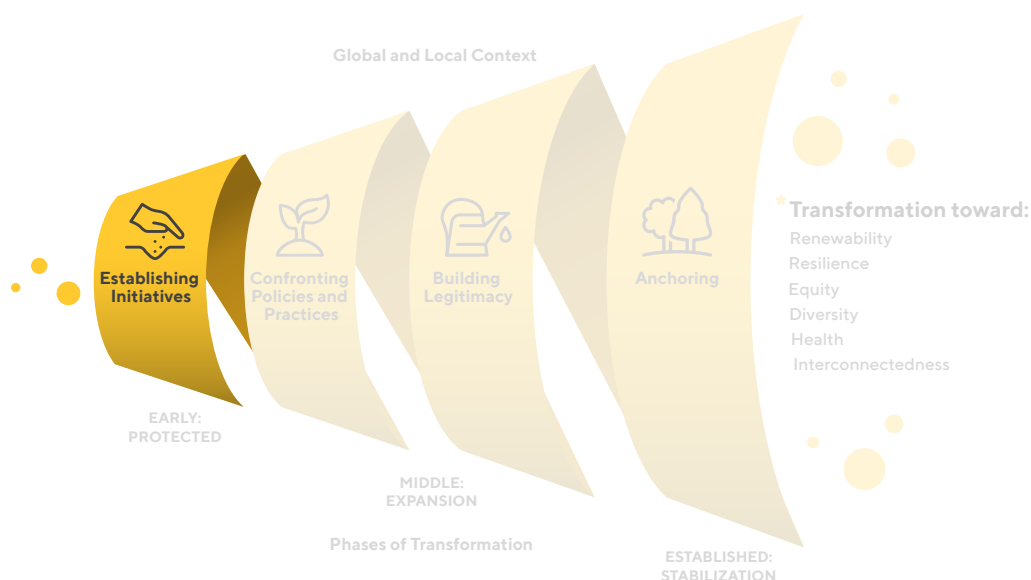 Global and Local Context
Establishing
Initiatives
Confronting
Policies and
Practices
Building
Legitimacy
Anchoring
*Transformation toward:
Renewability
Resilience
Equity
Diversity
Health
Interconnectedness
EARLY:
PROTECTED
MIDDLE:
EXPANSION
Phases of Transformation
ESTABLISHED:
STABILIZATION